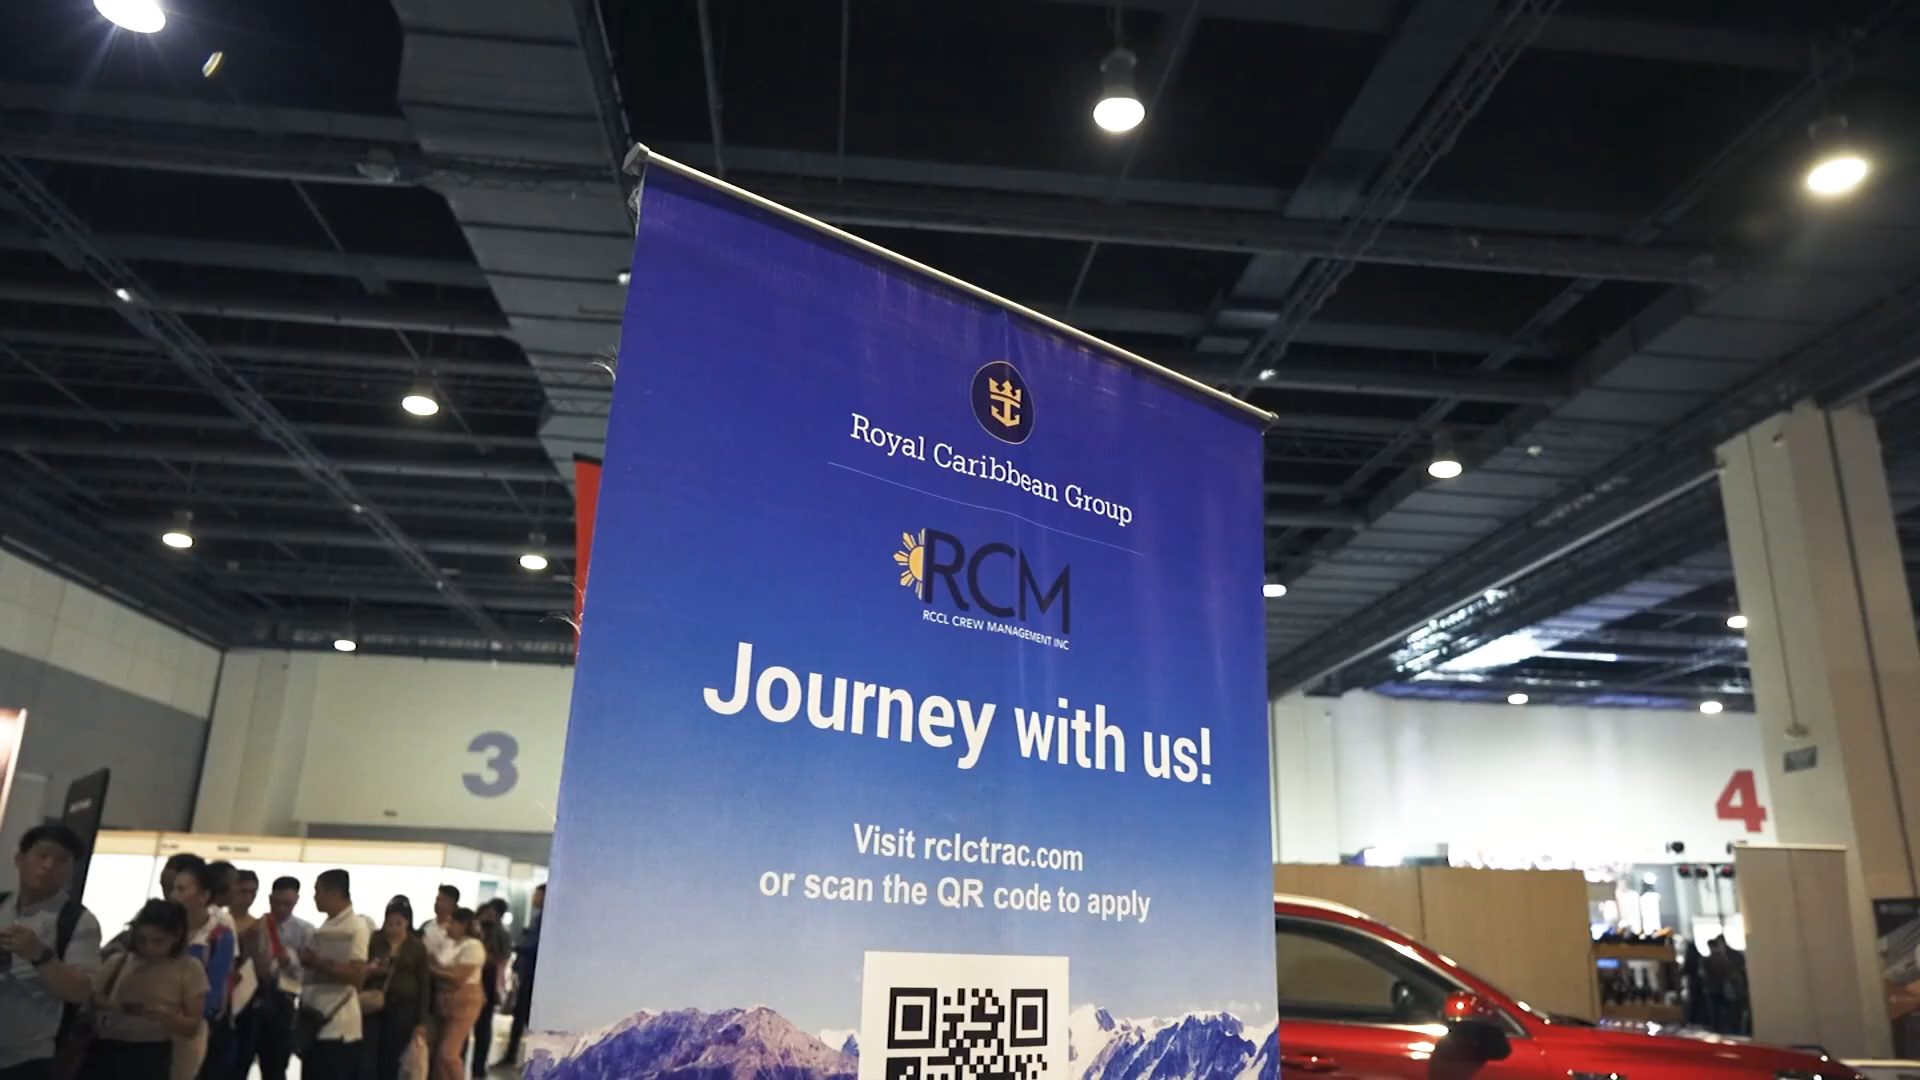 Royal Caribbean Group
RCM
RCCL CREW MANAGEMENT INC
Journey with us!
Visit rclctrac.com
or scan the QR code to apply
3
4